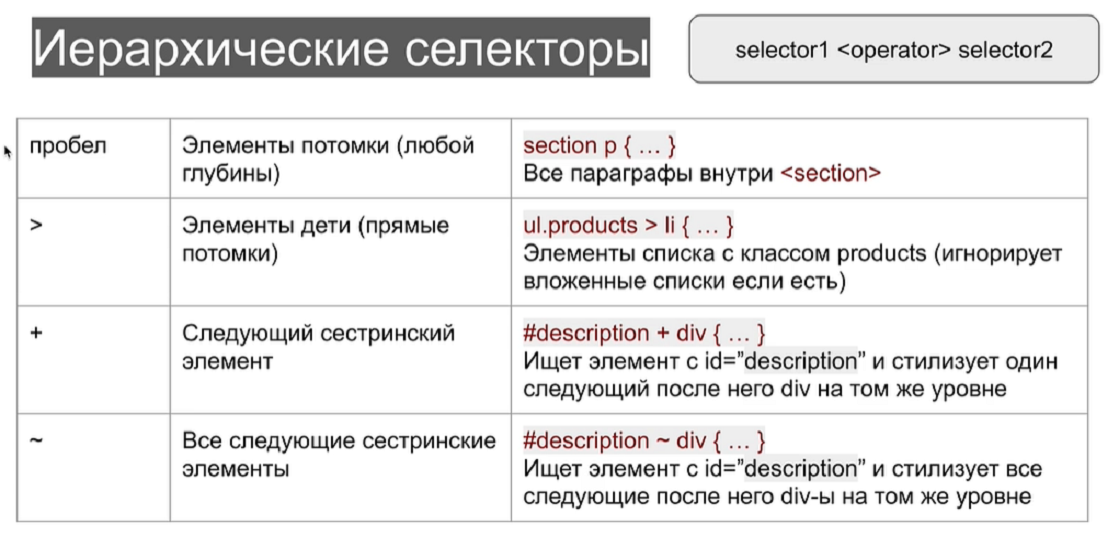 Иерархические селекторы
selector1 <operator> selector2
пробел
Элементы потомки (любой
глубины)
section p { … }
Все параграфы внутри <section>
>
Элементы дети (прямые
потомки)
ul.products > li { … }
Элементы списка с классом products (игнорирует
вложенные списки если есть)
+
Следующий сестринский
элемент
#description + div { … }
Ищет элемент с id=”description” и стилизует один
следующий после него div на том же уровне
~
Все следующие сестринские
элементы
#description ~ div { … }
Ищет элемент с id=”description” и стилизует все
следующие после него div-ы на том же уровне